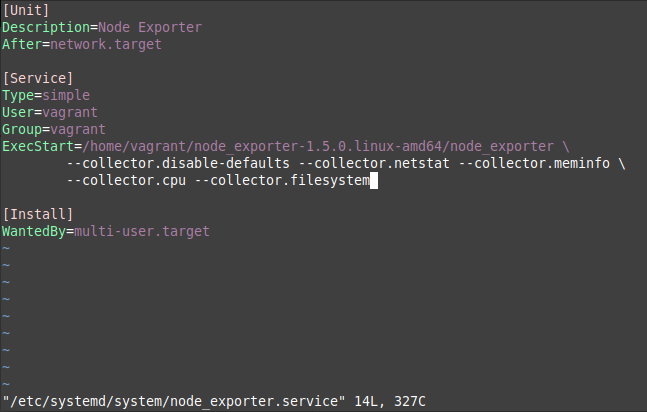 [Unit]
Description=Node Exporter
After=network.target

[Service]
Type=simple
User=vagrant
Group=vagrant
ExecStart=/home/vagrant/node_exporter-1.5.0.linux-amd64/node_exporter \
        --collector.disable-defaults --collector.netstat --collector.meminfo \
        --collector.cpu --collector.filesystem

[Install]
WantedBy=multi-user.target
~
~
~
~
~
~
~
~
~
"/etc/systemd/system/node_exporter.service" 14L, 327C